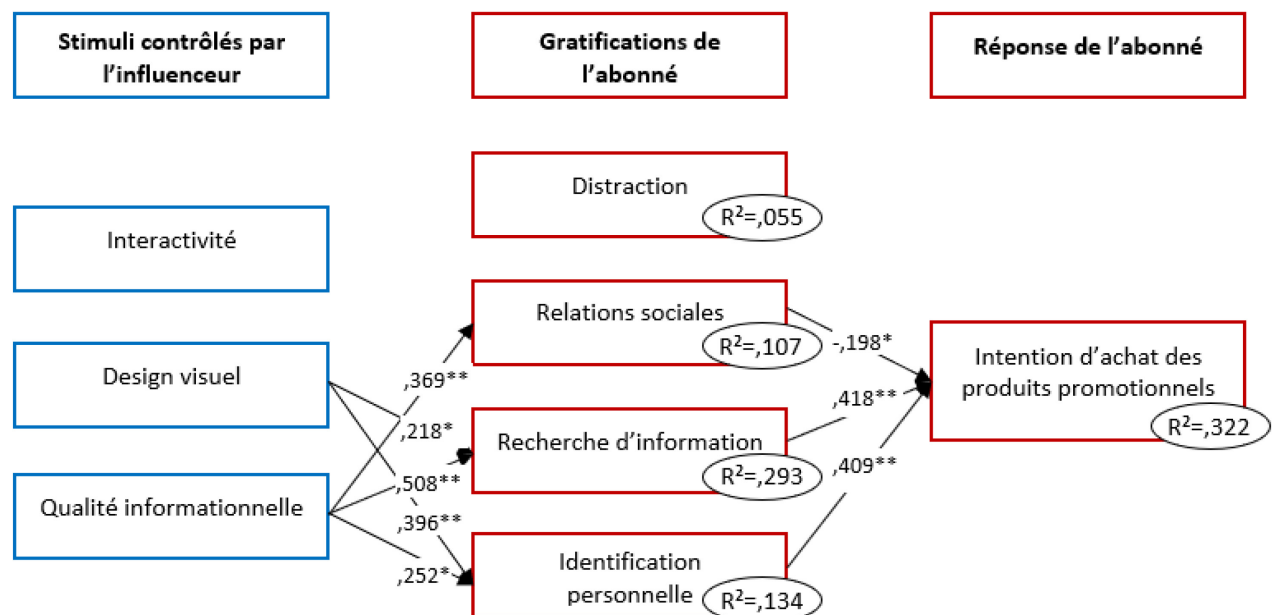 Stimuli contrôlés par
l’influenceur
Gratifications de
l’abonné
Réponse de l’abonné
Distraction
R²=,055
Interactivité
Relations sociales
R²=,107
-,198*
Intention d’achat des
produits promotionnels
R²=,322
Design visuel
,369**
,218*
,418**
Recherche d’information
R²=,293
,409**
Qualité informationnelle
,508**
,396**
,252*
Identification
personnelle
R²=,134